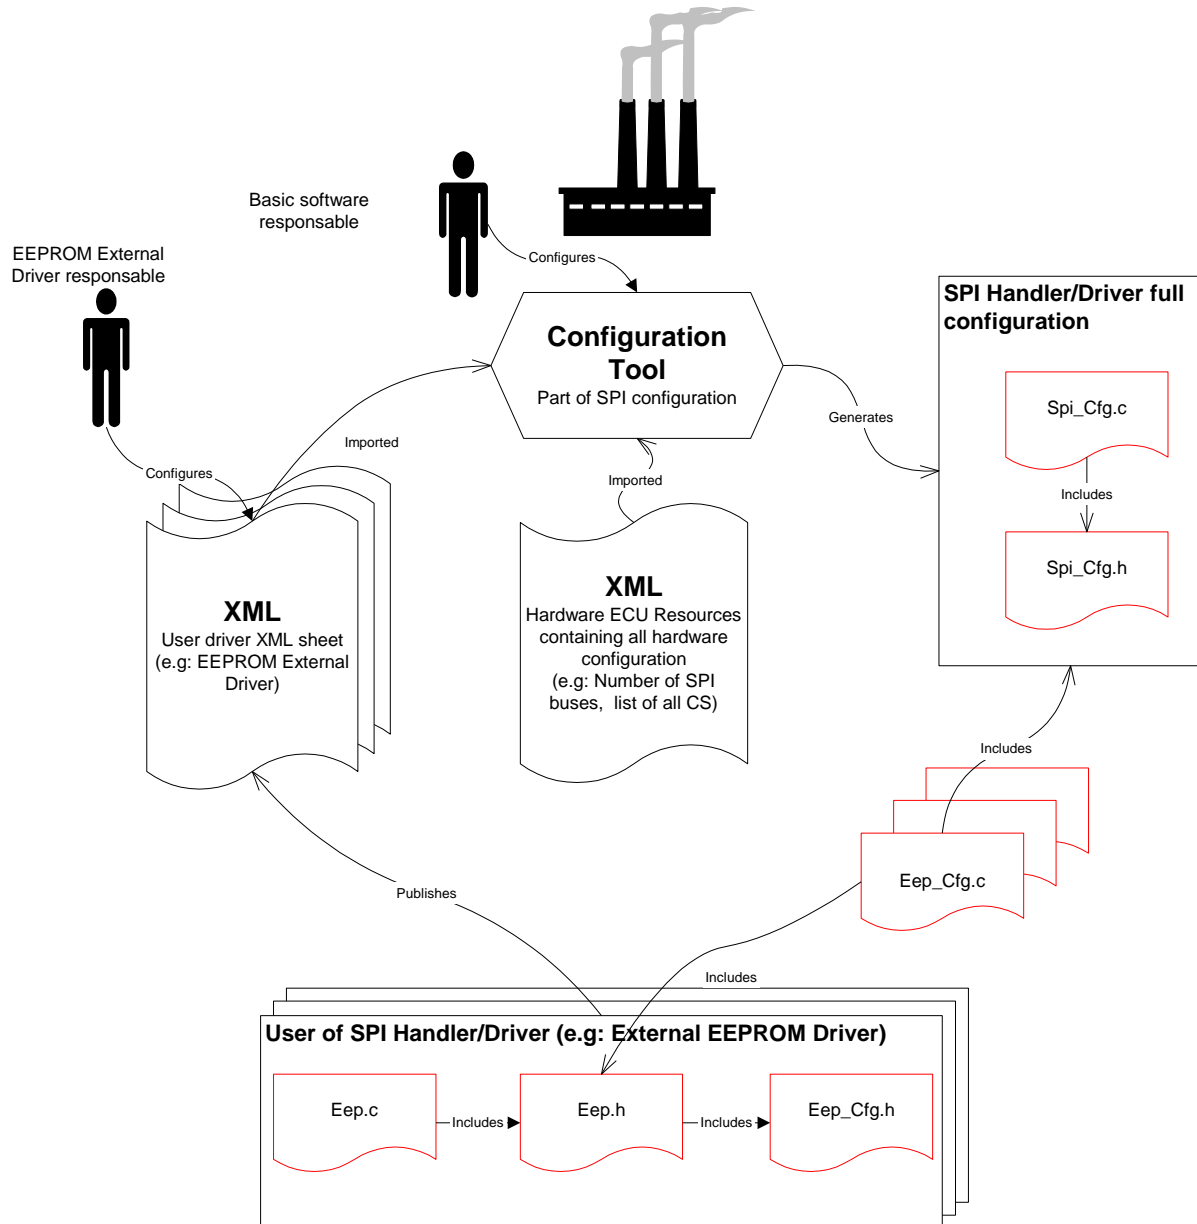 Basic software
responsable
EEPROM External
Driver responsable
Configures
SPI Handler/Driver full
configuration
Configuration
Tool
Part of SPI configuration
Spi_Cfg.c
Generates
Imported
Configures
Imported
Includes
Spi_Cfg.h
XML
User driver XML sheet
(e.g: EEPROM External
Driver)
XML
Hardware ECU Resources
containing all hardware
configuration
(e.g: Number of SPI
buses,  list of all CS)
Includes
Eep_Cfg.c
Publishes
Includes
User of SPI Handler/Driver (e.g: External EEPROM Driver)
Eep.c
Includes
Eep.h
Includes
Eep_Cfg.h